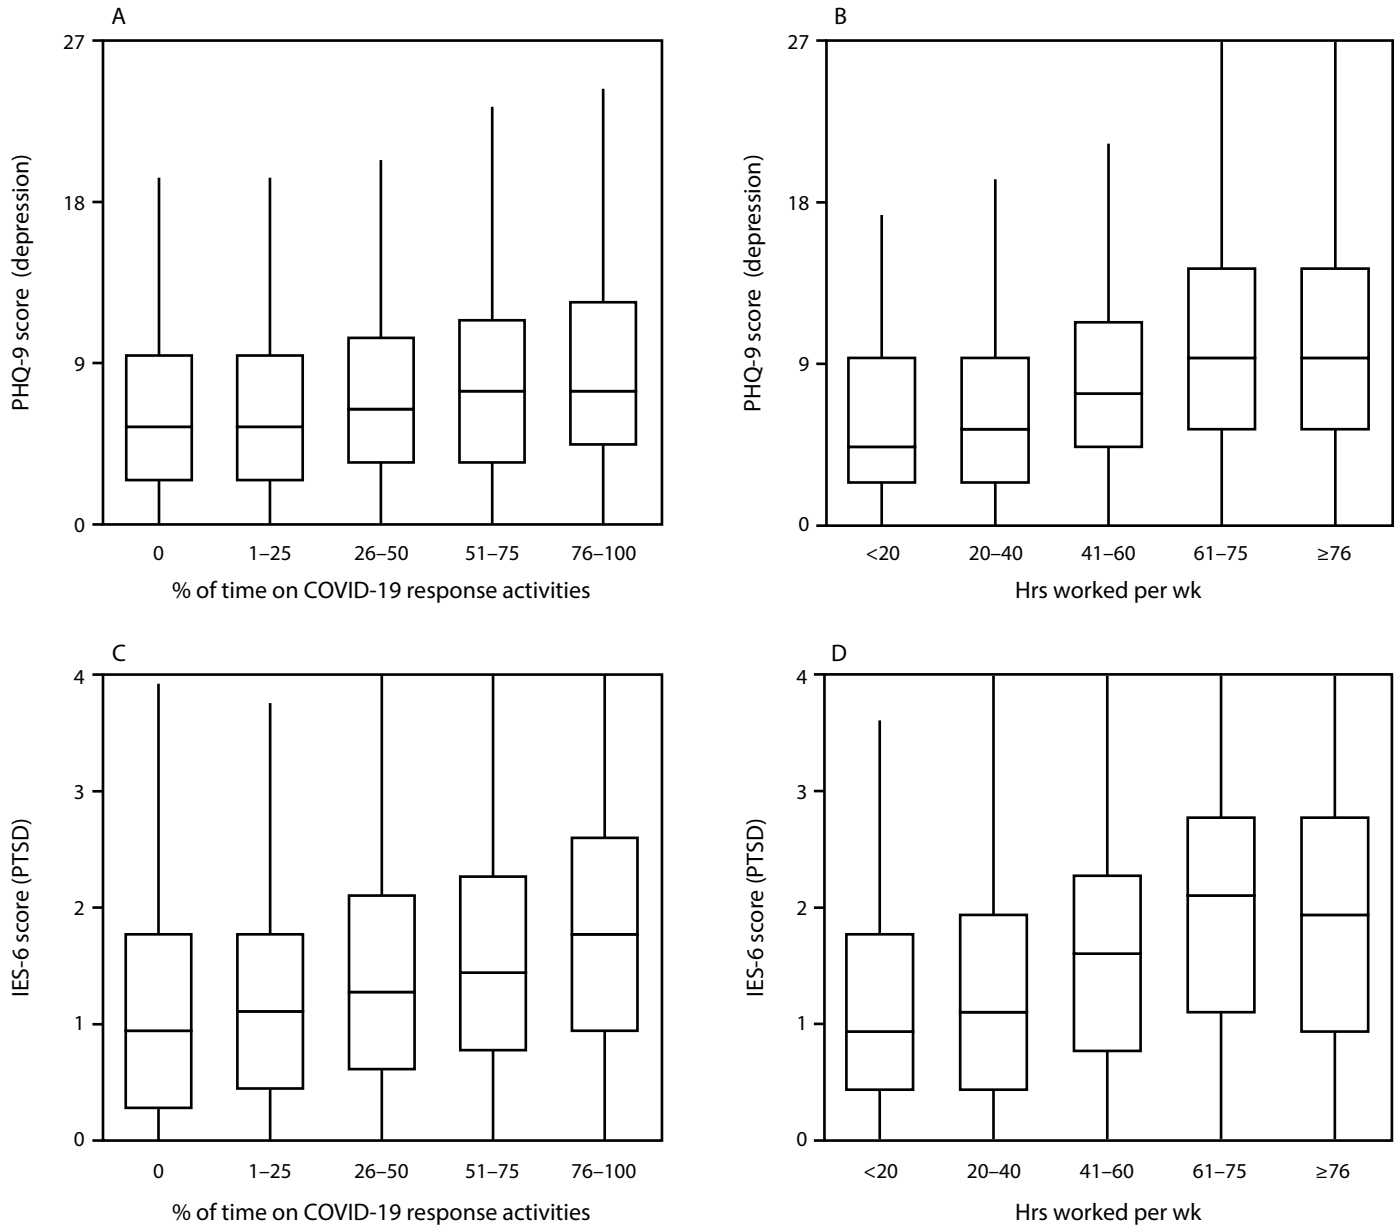 A
27
18
9
0
PHQ-9 score (depression)
0 1–25 26–50 51–75 76–100
% of time on COVID-19 response activities
B
27
18
9
0
PHQ-9 score (depression)
<20 20–40 41–60 61–75 ≥76
Hrs worked per wk
C
4
3
2
1
0
IES-6 score (PTSD)
0 1–25 26–50 51–75 76–100
% of time on COVID-19 response activities
D
4
3
2
1
0
IES-6 score (PTSD)
<20 20–40 41–60 61–75 ≥76
Hrs worked per wk